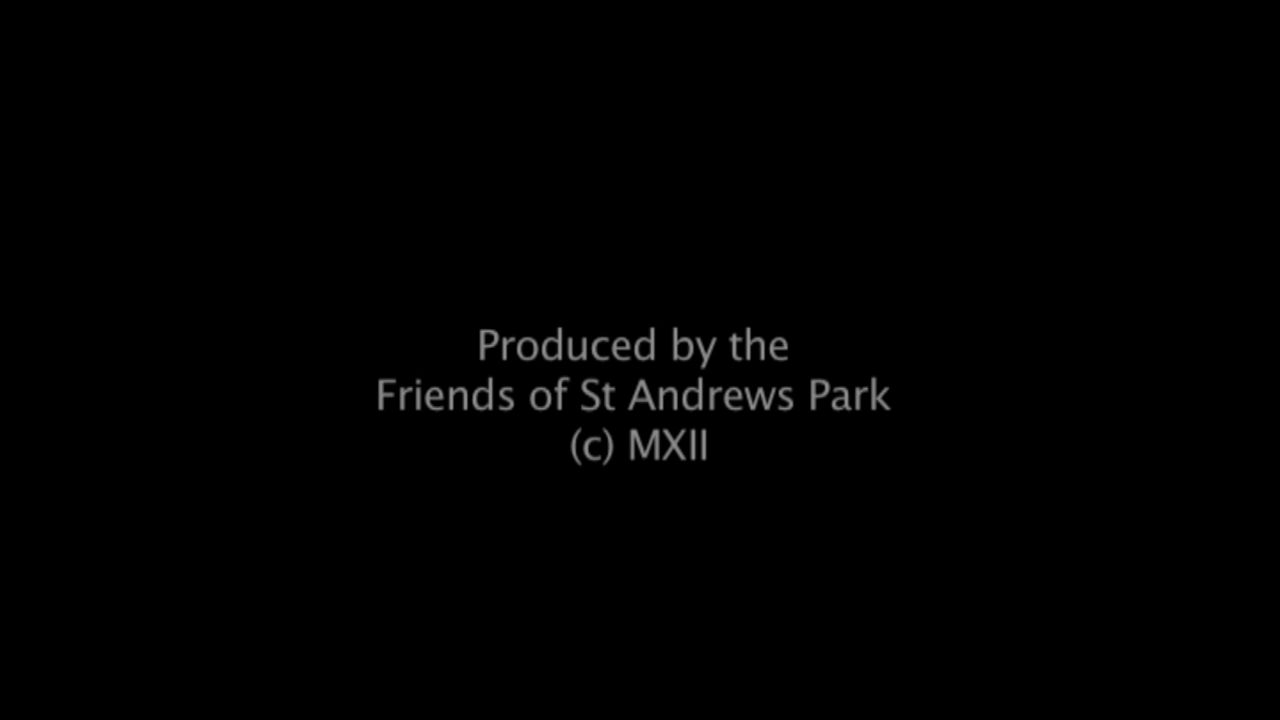 Produced by the
Friends of St Andrews Park
(c) MXII